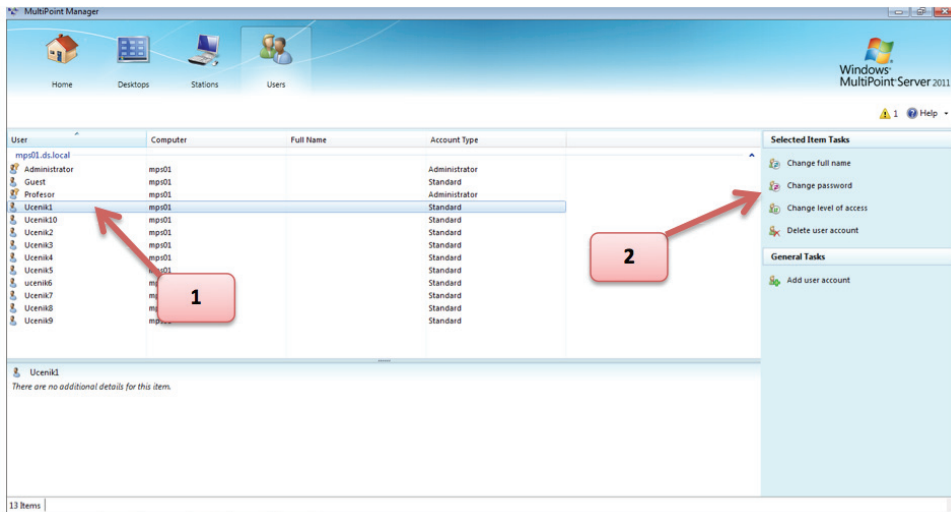 MultiPoint Manager
Home Desktops Stations Users
Windows
MultiPoint Server 2011
1 Help
User Computer Full Name Account Type
mps01.ds.local
Administrator mps01 Administrator
Guest mps01 Standard
Profesor mps01 Administrator
Ucenik1 mps01 Standard
Ucenik10 mps01 Standard
Ucenik2 mps01 Standard
Ucenik3 mps01 Standard
Ucenik4 mps01 Standard
Ucenik5 Standard
ucenik6 Standard
Ucenik7 Standard
Ucenik8 Standard
Ucenik9 Standard
1
2
Selected Item Tasks
Change full name
Change password
Change level of access
Delete user account
General Tasks
Add user account
Ucenik1
There are no additional details for this item.
13 Items